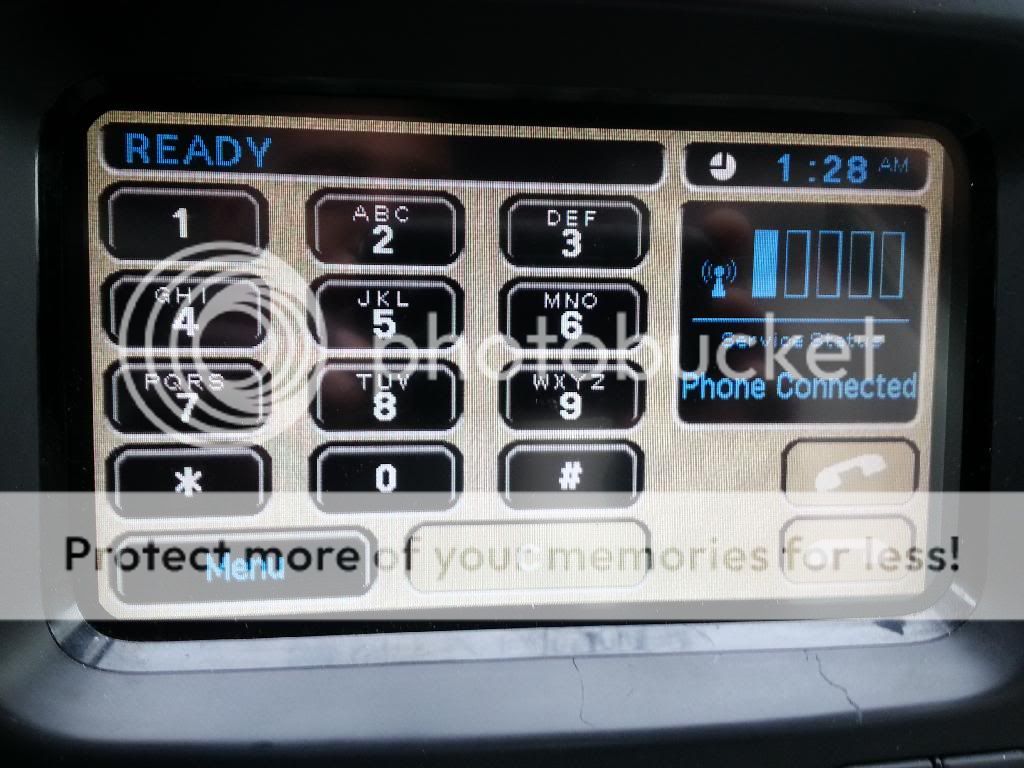 READY
1:28 AM
1
ABC
2
DEF
3
GHI
4
JKL
5
MNO
6
Service Status
Phone Connected
PQRS
7
TUV
8
WXYZ
9
*
0
#
Menu
C
photobucket
Protect more of your memories for less!